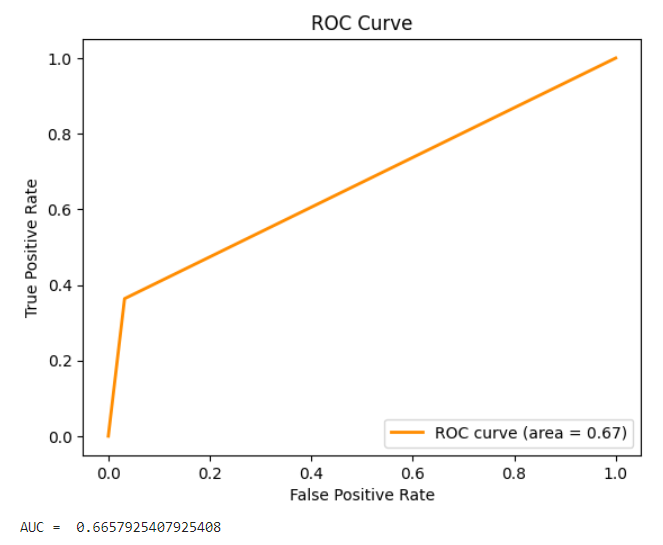 ROC Curve
1.0
0.8
0.6
0.4
0.2
0.0
True Positive Rate
ROC curve (area = 0.67)
0.0 0.2 0.4 0.6 0.8 1.0
False Positive Rate
AUC = 0.6657925407925408